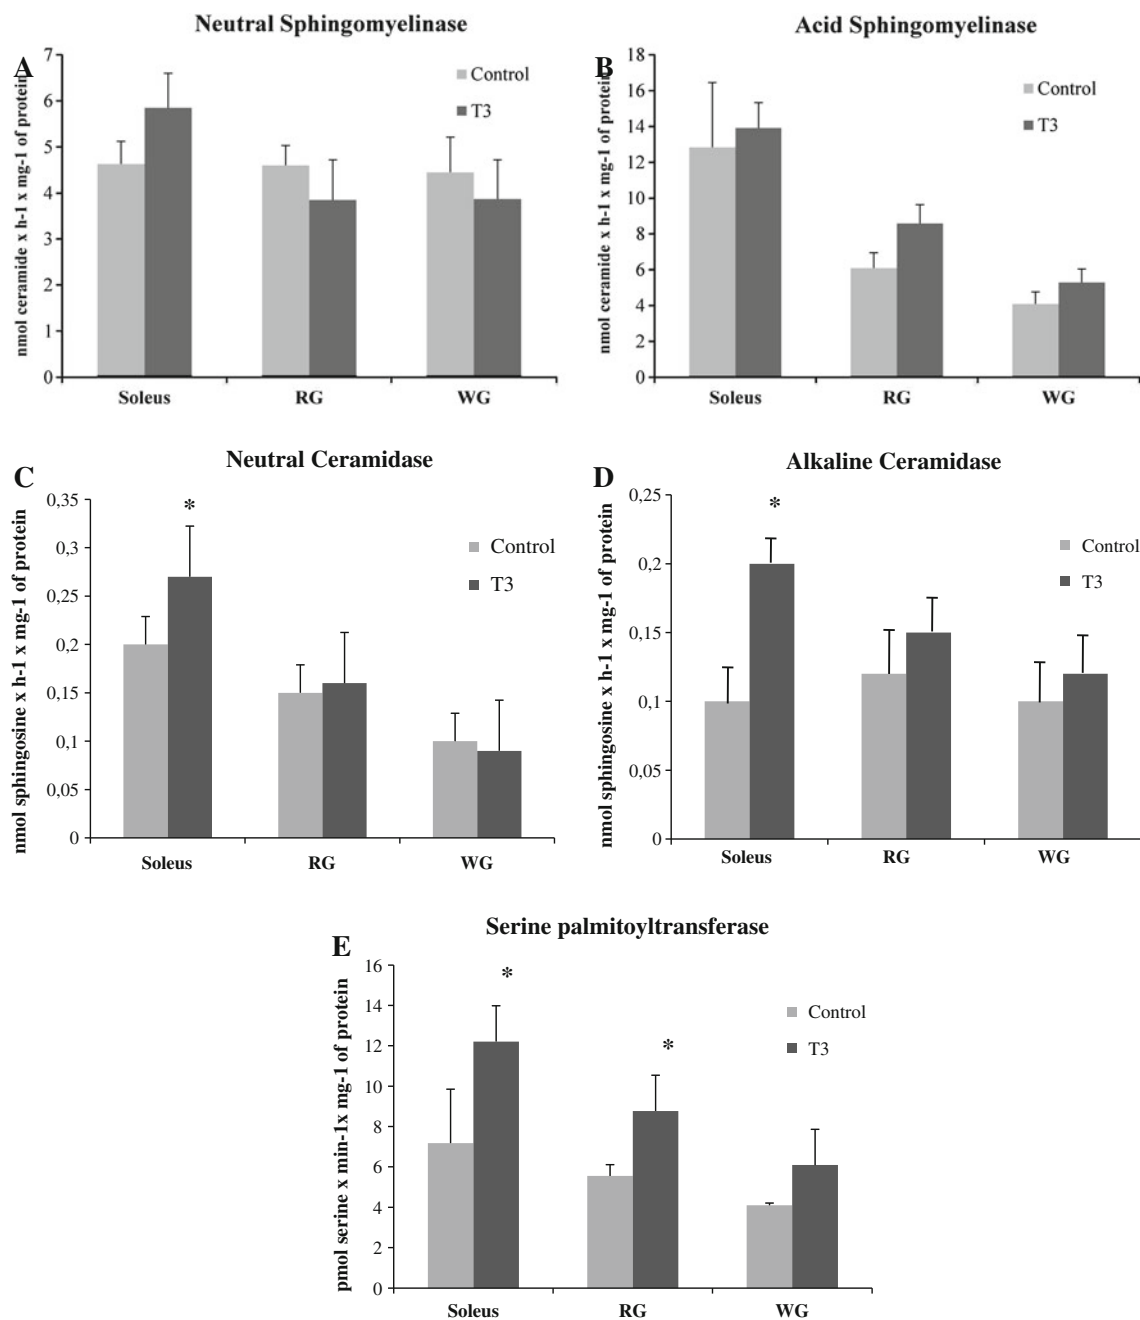 Neutral Sphingomyelinase
A
nmol ceramide x h-1 x mg-1 of protein
7
6
5
4
3
2
1
0
Control
T3
Soleus RG WG
Acid Sphingomyelinase
B
nmol ceramide x h-1 x mg-1 of protein
18
16
14
12
10
8
6
4
2
0
Control
T3
Soleus RG WG
Neutral Ceramidase
C
nmol sphingosine x h-1 x mg-1 of protein
0,35
0,3
0,25
0,2
0,15
0,1
0,05
0
*
Control
T3
Soleus RG WG
Alkaline Ceramidase
D
nmol sphingosine x h-1 x mg-1 of protein
0,25
0,2
0,15
0,1
0,05
0
*
Control
T3
Soleus RG WG
Serine palmitoyltransferase
E
pmol serine x min-1x mg-1 of protein
16
14
12
10
8
6
4
2
0
*
*
Control
T3
Soleus RG WG